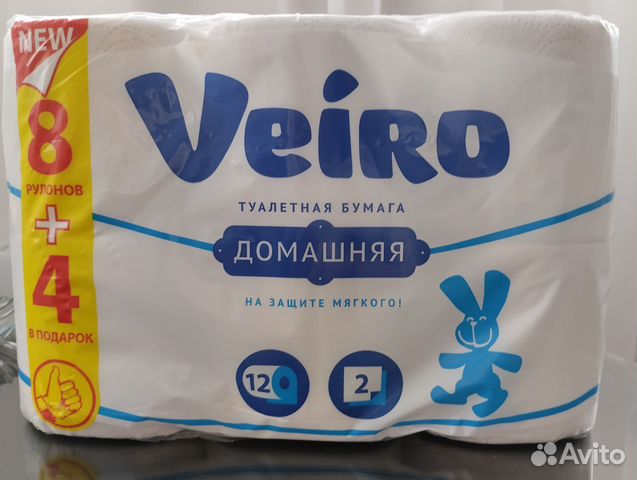 NEW
8
РУЛОНОВ
+
4
В ПОДАРОК
Veiro
ТУАЛЕТНАЯ БУМАГА
ДОМАШНЯЯ
НА ЗАЩИТЕ МЯГКОГО!
12
2
Avito